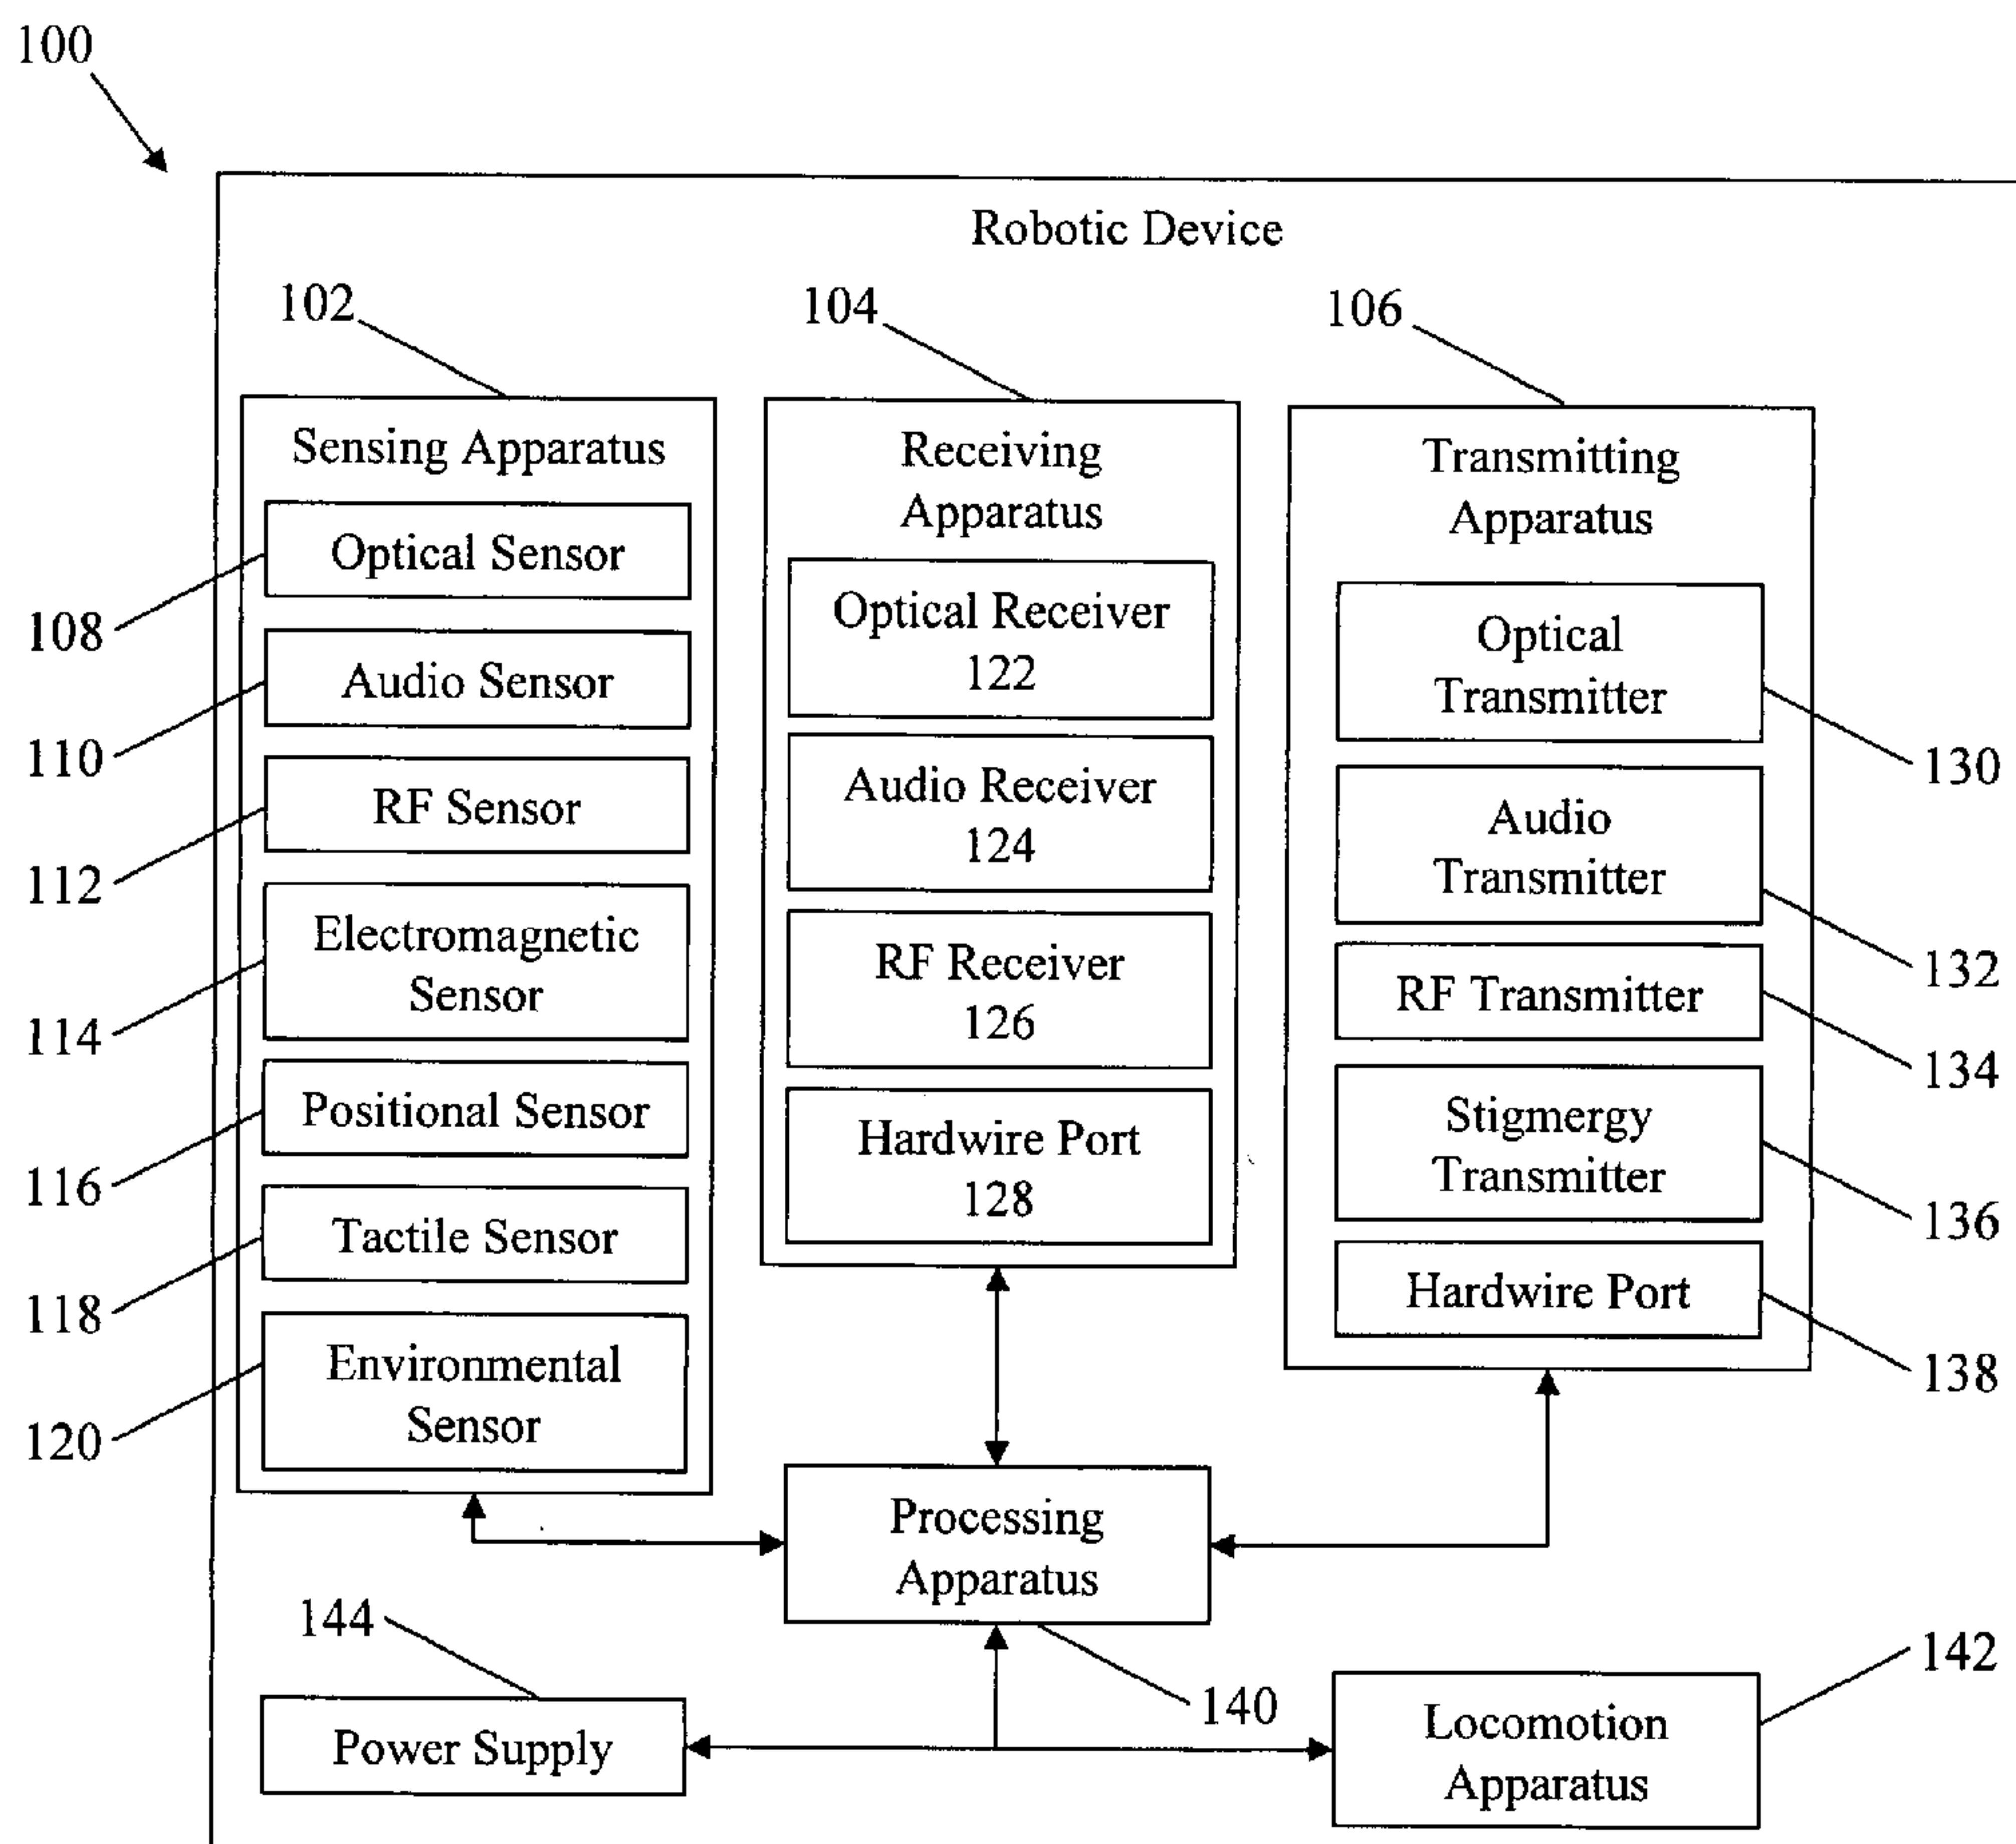 100
Robotic Device
102
104
106
Sensing Apparatus
Optical Sensor
Audio Sensor
RF Sensor
Electromagnetic
Sensor
Positional Sensor
Tactile Sensor
Environmental
Sensor
108
110
112
114
116
118
120
Receiving
Apparatus
Optical Receiver
122
Audio Receiver
124
RF Receiver
126
Hardwire Port
128
Transmitting
Apparatus
Optical
Transmitter
Audio
Transmitter
RF Transmitter
Stigmergy
Transmitter
Hardwire Port
130
132
134
136
138
Processing
Apparatus
140
144
Power Supply
142
Locomotion
Apparatus